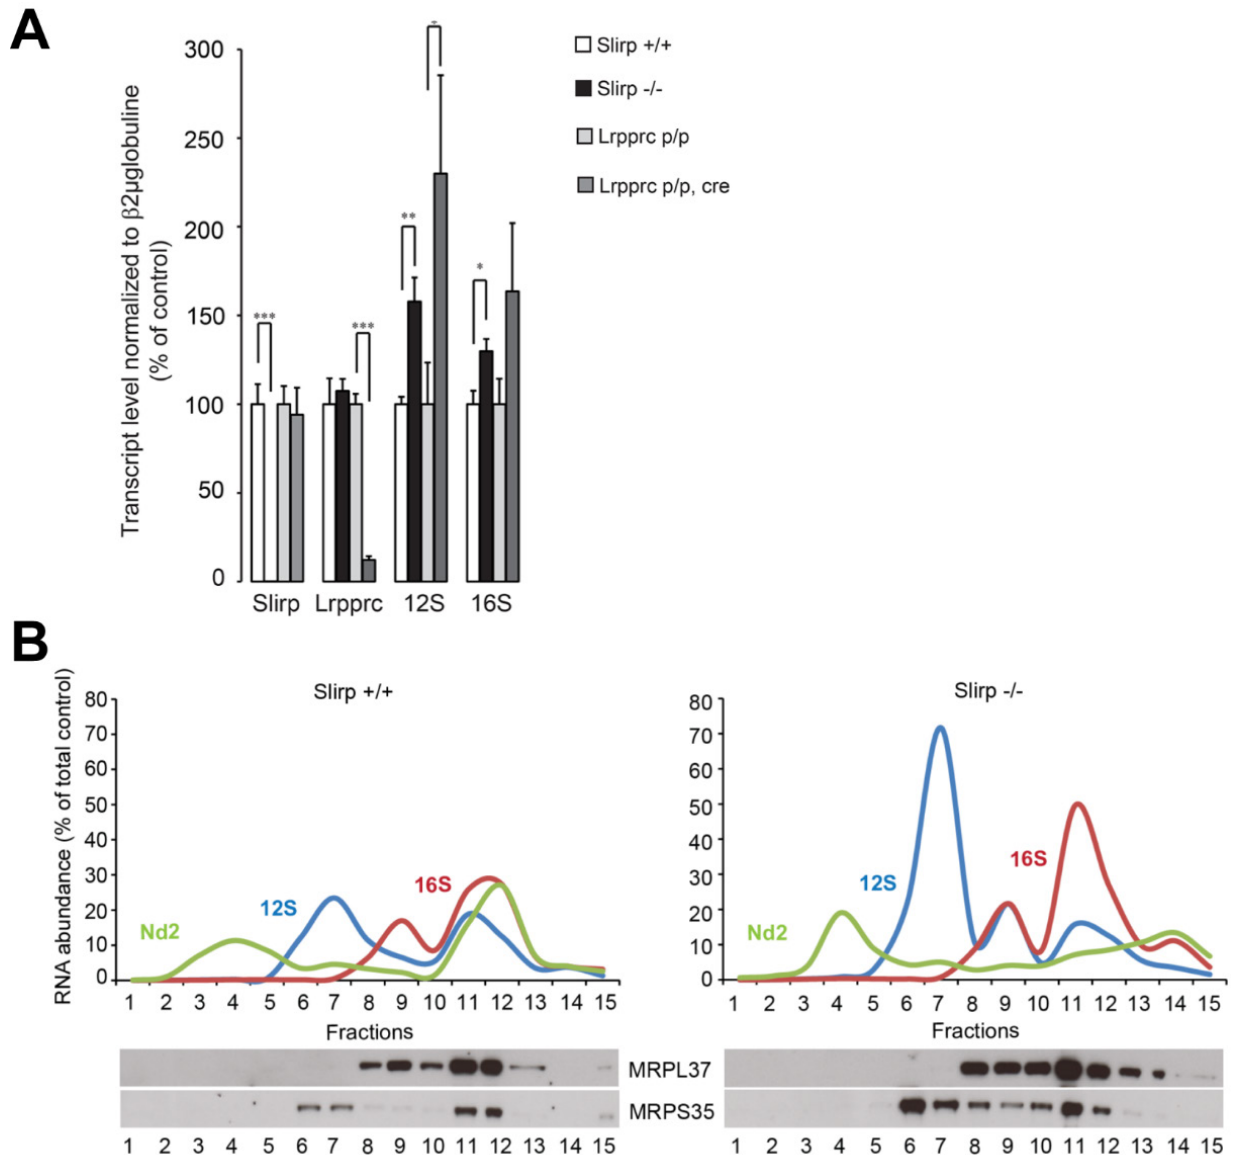 A
Transcript level normalized to β2µglobuline
(% of control)
300
250
200
150
100
50
0
***
***
**
*
*
Slirp
Lrpprc
12S
16S
Slirp +/+
Slirp -/-
Lrpprc p/p
Lrpprc p/p, cre
B
Slirp +/+
RNA abundance (% of total control)
80
70
60
50
40
30
20
10
0
Nd2
12S
16S
1 2 3 4 5 6 7 8 9 10 11 12 13 14 15
Fractions
Slirp -/-
80
70
60
50
40
30
20
10
0
Nd2
12S
16S
1 2 3 4 5 6 7 8 9 10 11 12 13 14 15
Fractions
MRPL37
MRPS35
1 2 3 4 5 6 7 8 9 10 11 12 13 14 15
1 2 3 4 5 6 7 8 9 10 11 12 13 14 15